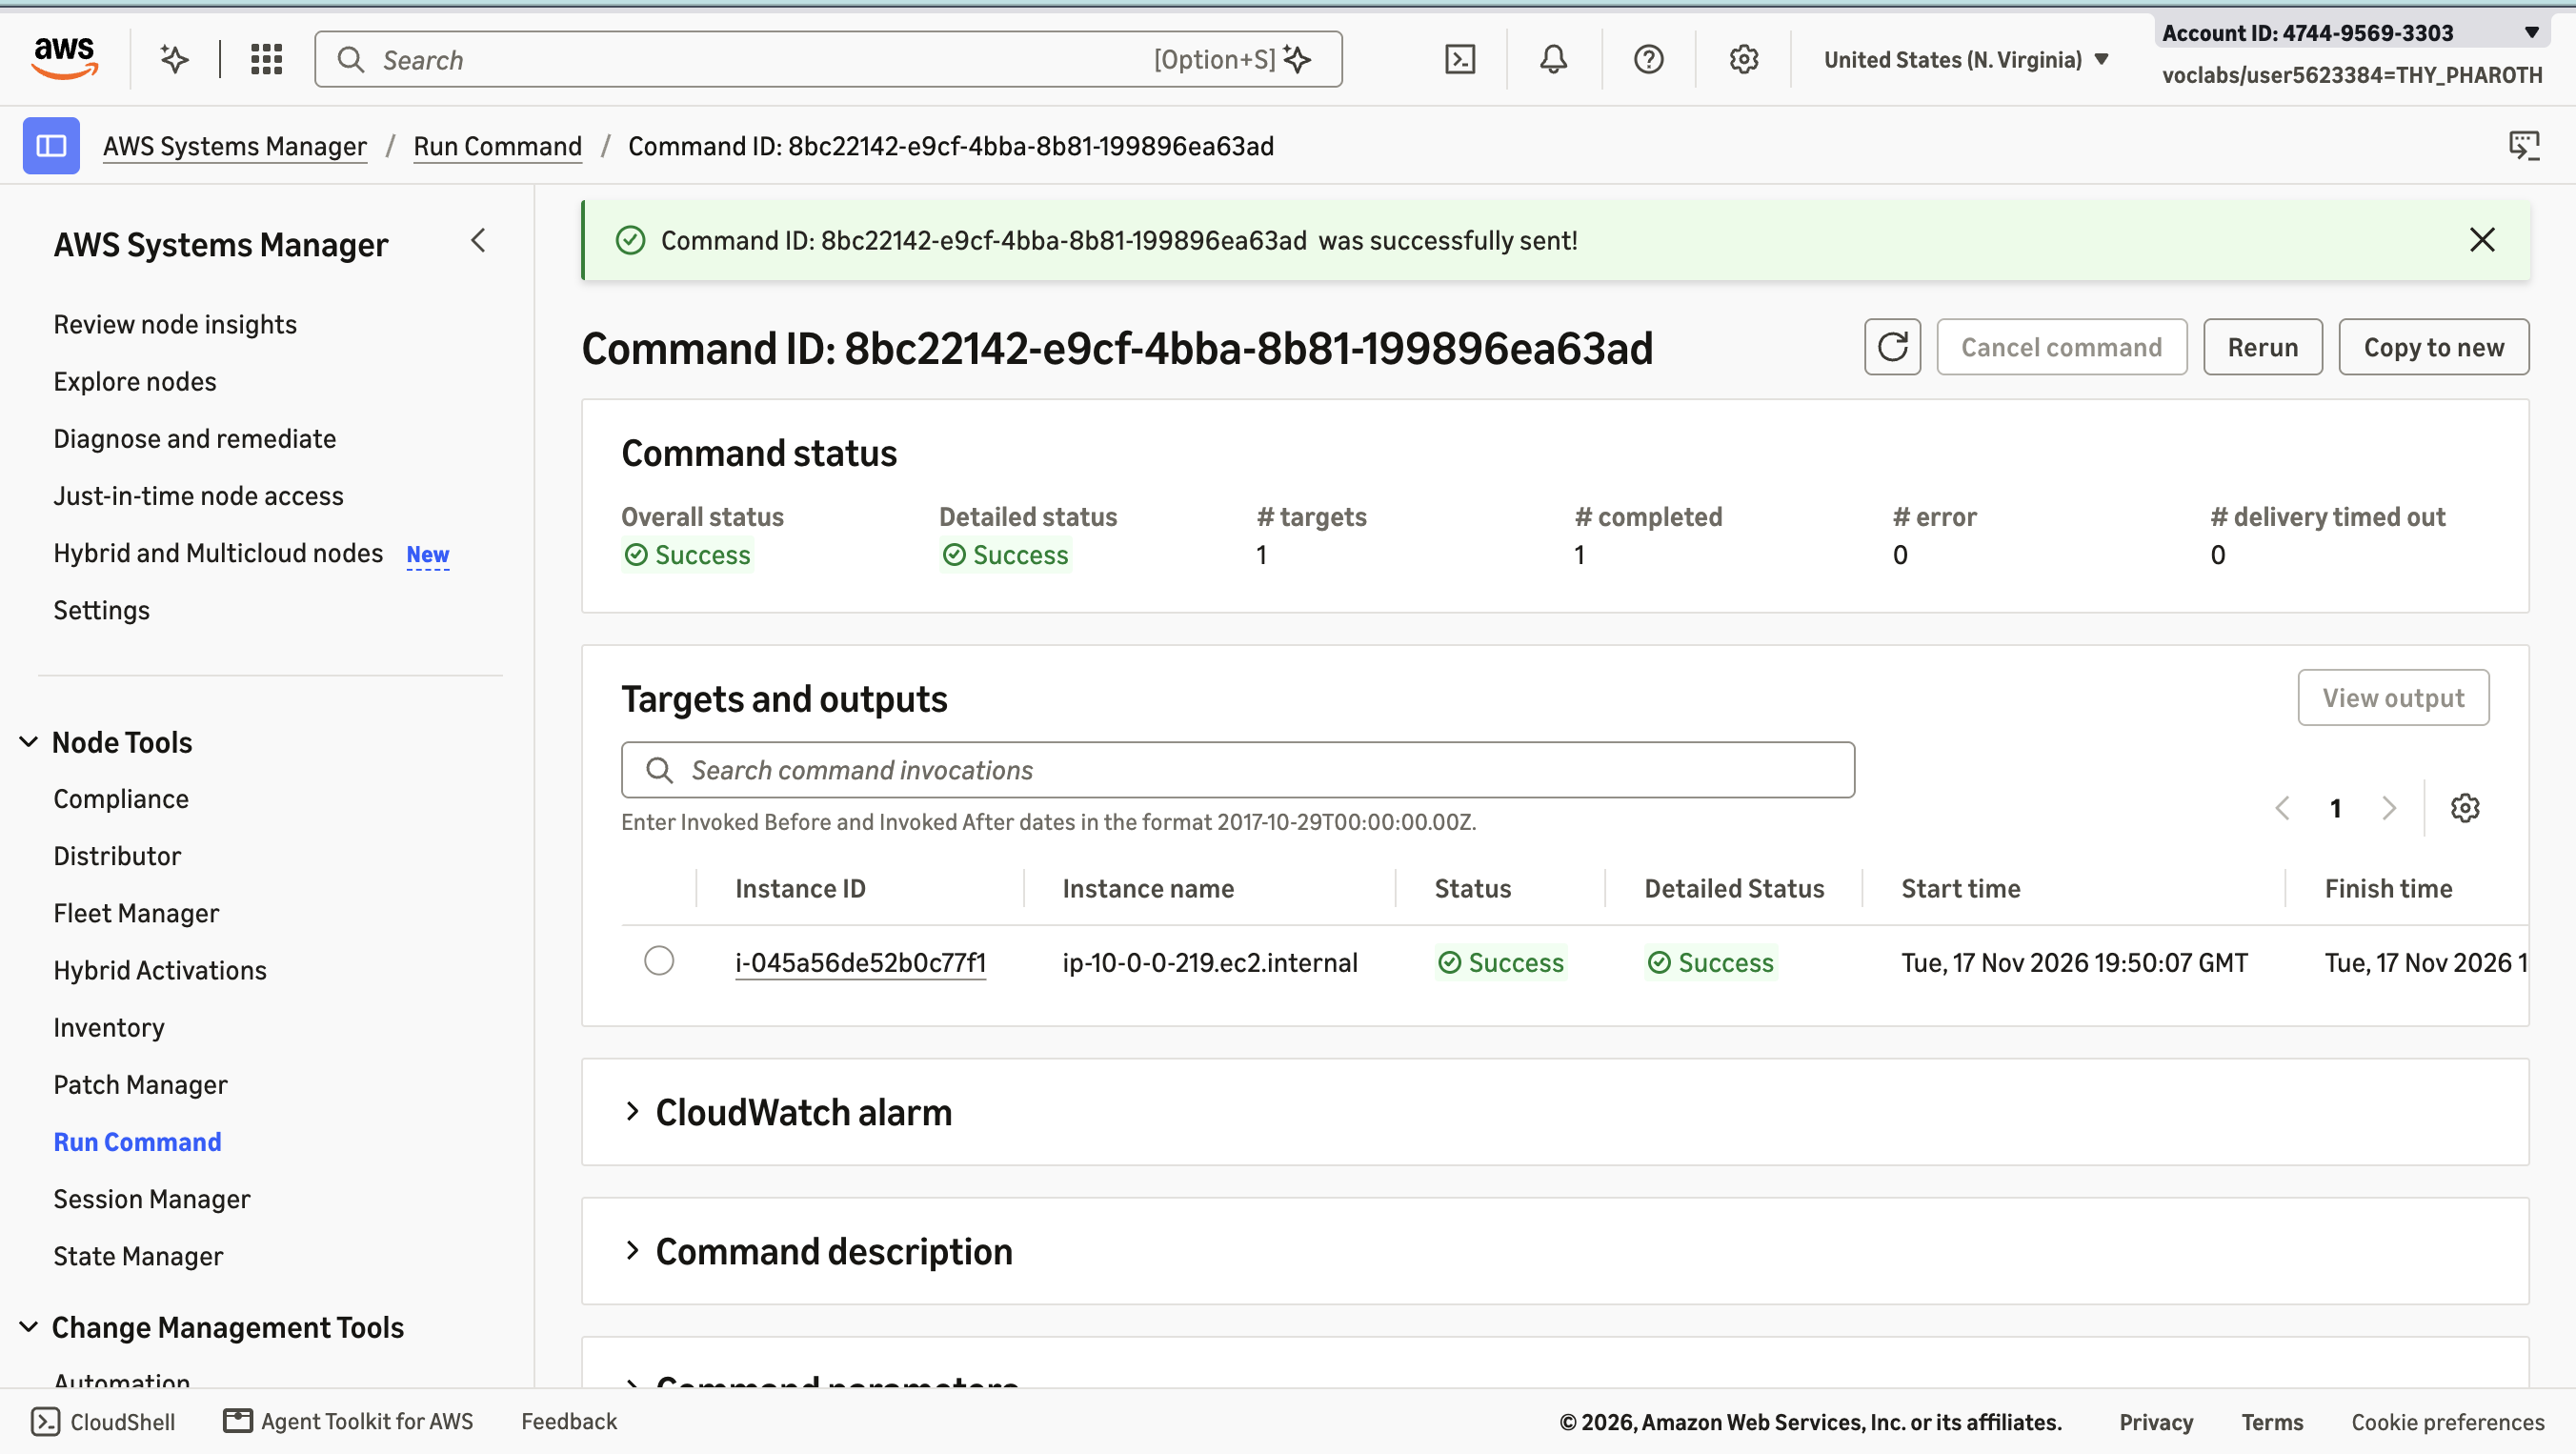 aws
Search [Option+S]
United States (N. Virginia)
Account ID: 4744-9569-3303
voclabs/user5623384=THY_PHAROTH
AWS Systems Manager / Run Command / Command ID: 8bc22142-e9cf-4bba-8b81-199896ea63ad
AWS Systems Manager
Review node insights
Explore nodes
Diagnose and remediate
Just-in-time node access
Hybrid and Multicloud nodes New
Settings
Node Tools
Compliance
Distributor
Fleet Manager
Hybrid Activations
Inventory
Patch Manager
Run Command
Session Manager
State Manager
Change Management Tools
Automation
Command ID: 8bc22142-e9cf-4bba-8b81-199896ea63ad was successfully sent!
Command ID: 8bc22142-e9cf-4bba-8b81-199896ea63ad
Cancel command
Rerun
Copy to new
Command status
Overall status Detailed status # targets # completed # error # delivery timed out
Success Success 1 1 0 0
Targets and outputs
View output
Search command invocations
Enter Invoked Before and Invoked After dates in the format 2017-10-29T00:00:00.00Z.
1
Instance ID Instance name Status Detailed Status Start time Finish time
i-045a56de52b0c77f1 ip-10-0-0-219.ec2.internal Success Success Tue, 17 Nov 2026 19:50:07 GMT Tue, 17 Nov 2026 1
CloudWatch alarm
Command description
Command parameters
CloudShell Agent Toolkit for AWS Feedback
© 2026, Amazon Web Services, Inc. or its affiliates. Privacy Terms Cookie preferences